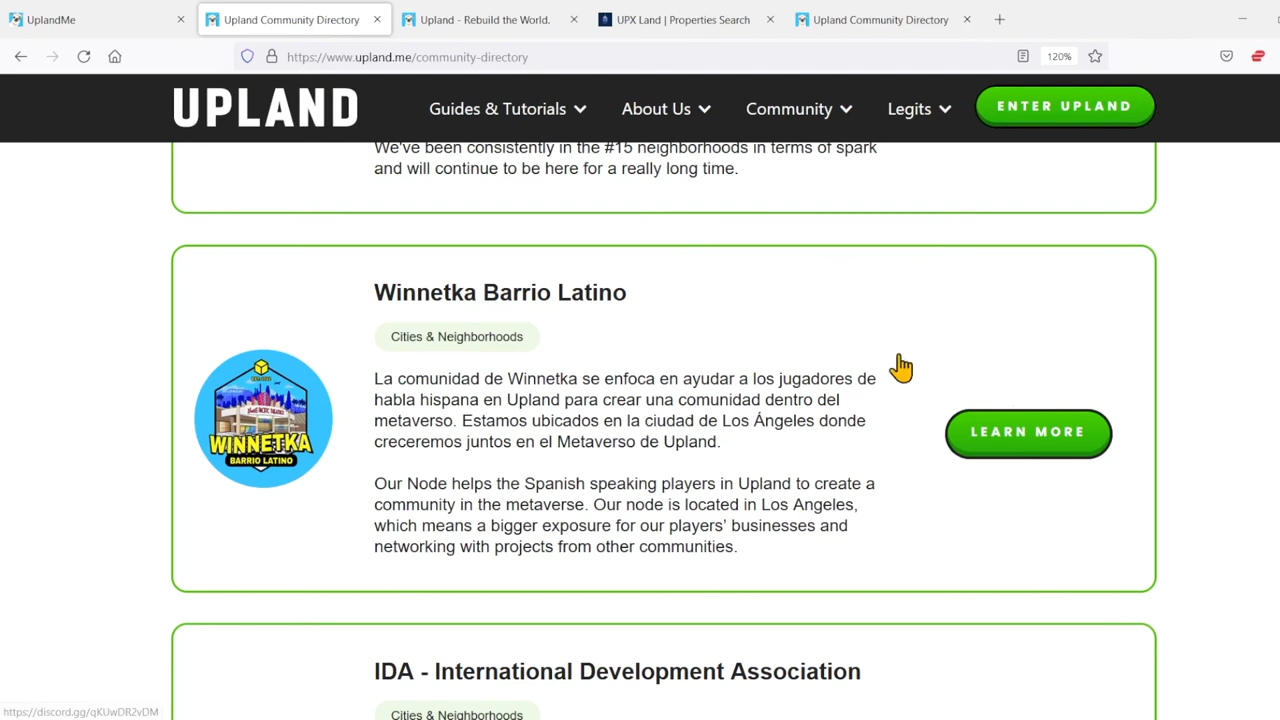 UplandMe
Upland Community Directory
Upland - Rebuild the World.
UPX Land | Properties Search
Upland Community Directory
https://www.upland.me/community-directory
120%
UPLAND
Guides & Tutorials
About Us
Community
Legits
ENTER UPLAND
We've been consistently in the #15 neighborhoods in terms of spark
and will continue to be here for a really long time.
Winnetka Barrio Latino
Cities & Neighborhoods
La comunidad de Winnetka se enfoca en ayudar a los jugadores de
habla hispana en Upland para crear una comunidad dentro del
metaverso. Estamos ubicados en la ciudad de Los Ángeles donde
creceremos juntos en el Metaverso de Upland.
WINNETKA
BARRIO LATINO
LEARN MORE
Our Node helps the Spanish speaking players in Upland to create a
community in the metaverse. Our node is located in Los Angeles,
which means a bigger exposure for our players’ businesses and
networking with projects from other communities.
IDA - International Development Association
Cities & Neighborhoods
https://discord.gg/qKUwDR2vDM